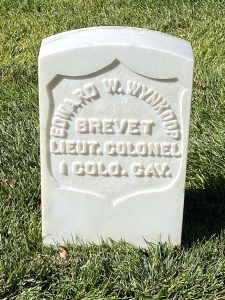 EDWARD W. WYNKOOP
BREVET
LIEUT. COLONEL
1 COLO. CAV.